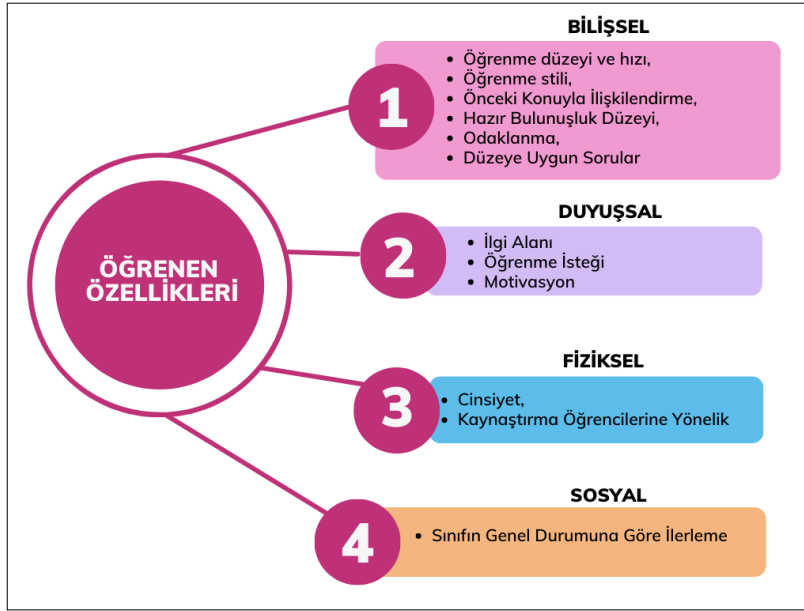 ÖĞRENEN
ÖZELLİKLERİ
BİLİŞSEL
1
• Öğrenme düzeyi ve hızı,
• Öğrenme stili,
• Önceki Konuyla İlişkilendirme,
• Hazır Bulunuşluk Düzeyi,
• Odaklanma,
• Düzeye Uygun Sorular
DUYUŞSAL
2
• İlgi Alanı
• Öğrenme İsteği
• Motivasyon
FİZİKSEL
3
• Cinsiyet,
• Kaynaştırma Öğrencilerine Yönelik
SOSYAL
4
• Sınıfın Genel Durumuna Göre İlerleme